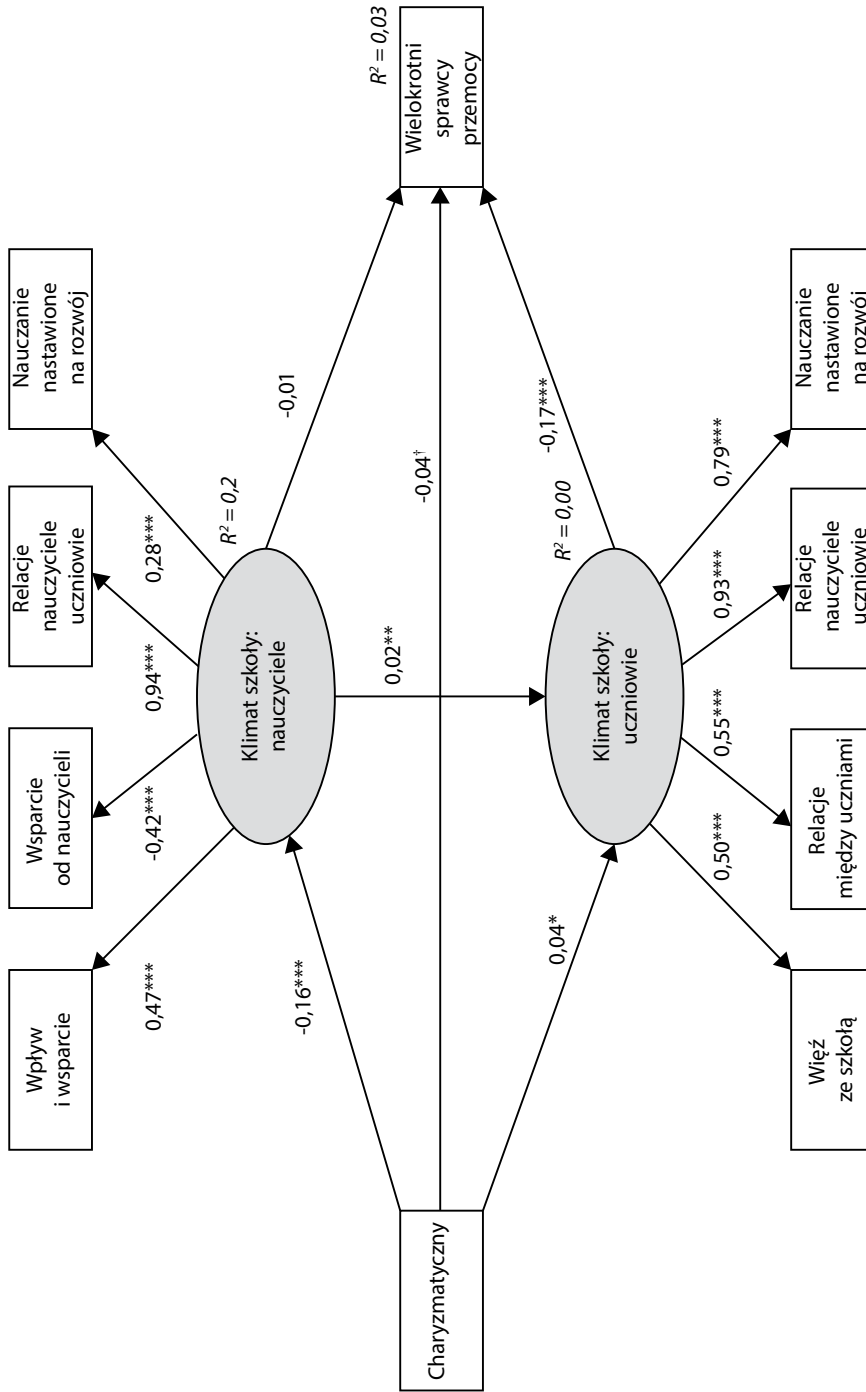 Wpływ
i wsparcie
Wsparcie
od nauczycieli
Relacje
nauczyciele
uczniowie
Nauczanie
nastawione
na rozwój
0,47***
-0,42***
0,94***
0,28***
R² = 0,2
Klimat szkoły:
nauczyciele
-0,16***
-0,01
R² = 0,03
Charyzmatyczny
0,02**
-0,04†
Wielokrotni
sprawcy
przemocy
0,04*
-0,17***
R² = 0,00
Klimat szkoły:
uczniowie
0,50***
0,55***
0,93***
0,79***
Więź
ze szkołą
Relacje
między uczniami
Relacje
nauczyciele
uczniowie
Nauczanie
nastawione
na rozwój